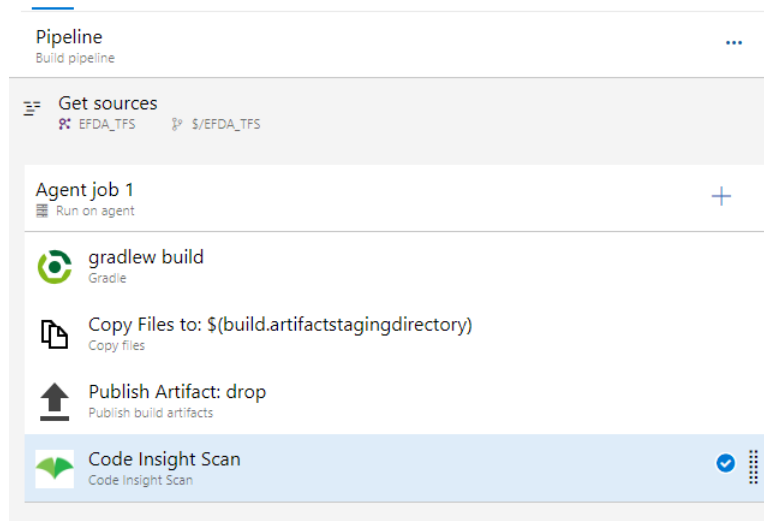 Pipeline
Build pipeline
Get sources
EFDA_TFS $/EFDA_TFS
Agent job 1
Run on agent
gradlew build
Gradle
Copy Files to: $(build.artifactstagingdirectory)
Copy files
Publish Artifact: drop
Publish build artifacts
Code Insight Scan
Code Insight Scan